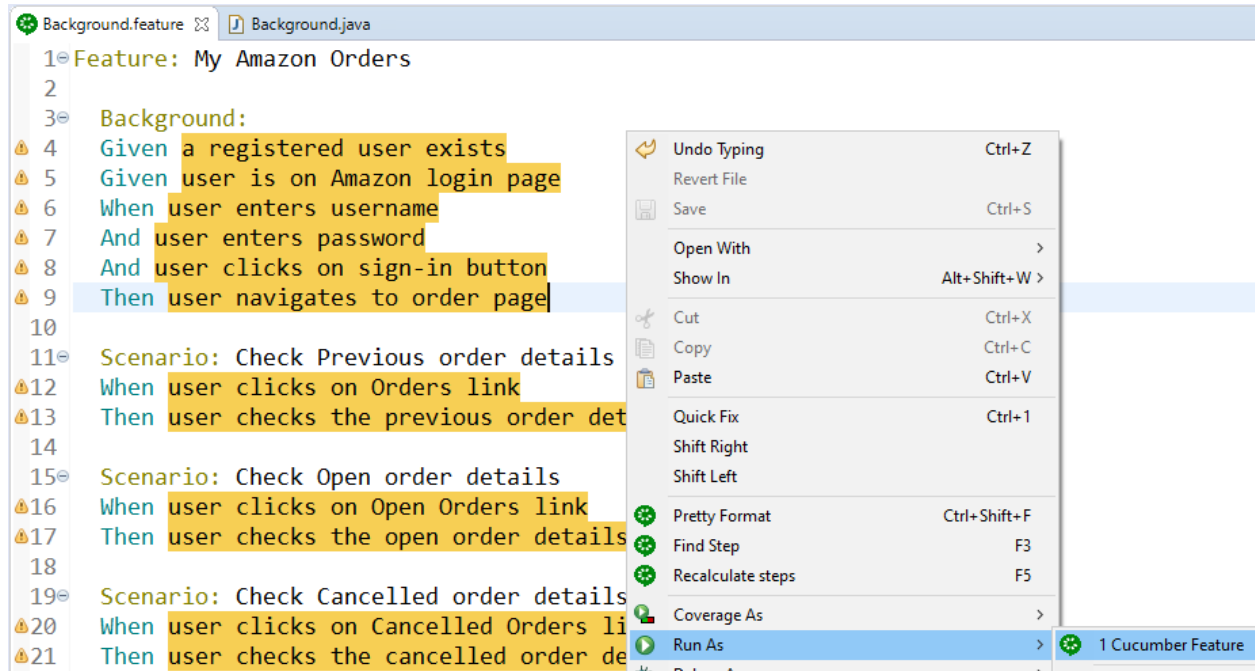 Background.feature Background.java
1 Feature: My Amazon Orders
2
3 Background:
4 Given a registered user exists
5 Given user is on Amazon login page
6 When user enters username
7 And user enters password
8 And user clicks on sign-in button
9 Then user navigates to order page
10
11 Scenario: Check Previous order details
12 When user clicks on Orders link
13 Then user checks the previous order det
14
15 Scenario: Check Open order details
16 When user clicks on Open Orders link
17 Then user checks the open order details
18
19 Scenario: Check Cancelled order details
20 When user clicks on Cancelled Orders li
21 Then user checks the cancelled order de
Undo Typing Ctrl+Z
Revert File
Save Ctrl+S
Open With >
Show In Alt+Shift+W >
Cut Ctrl+X
Copy Ctrl+C
Paste Ctrl+V
Quick Fix Ctrl+1
Shift Right
Shift Left
Pretty Format Ctrl+Shift+F
Find Step F3
Recalculate steps F5
Coverage As >
Run As >
1 Cucumber Feature